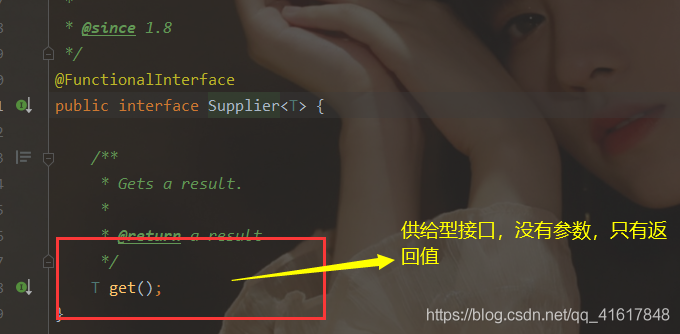 *
* @since 1.8
*/
@FunctionalInterface
public interface Supplier<T> {
/**
* Gets a result.
*
* @return a result
*/
T get();
}
供给型接口，没有参数，只有返
回值
https://blog.csdn.net/qq_41617848